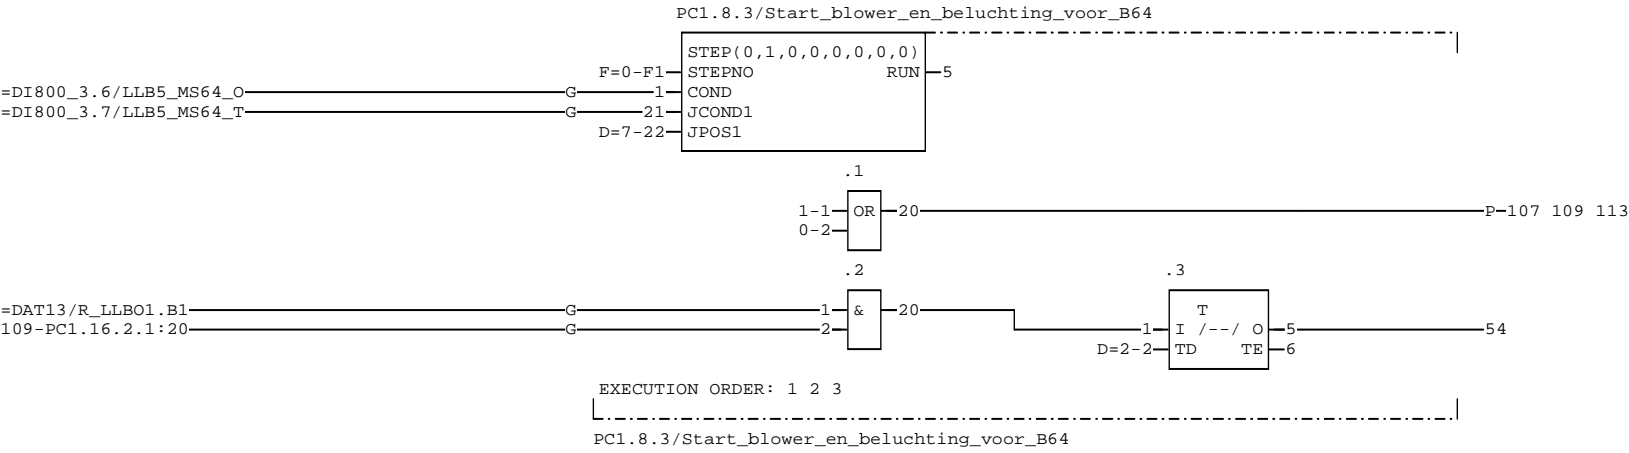 PC1.8.3/Start_blower_en_beluchting_voor_B64
STEP(0,1,0,0,0,0,0,0)
F=0-F1 STEPNO RUN 5
=DI800_3.6/LLB5_MS64_O G 1 COND
=DI800_3.7/LLB5_MS64_T G 21 JCOND1
D=7-22 JPOS1
.1
1-1 OR 20 P-107 109 113
0-2
.2 .3
=DAT13/R_LLBO1.B1 G 1 & 20 T
109-PC1.16.2.1:20 G 2 1 I /--/ O 5 54
D=2-2 TD TE 6
EXECUTION ORDER: 1 2 3
PC1.8.3/Start_blower_en_beluchting_voor_B64